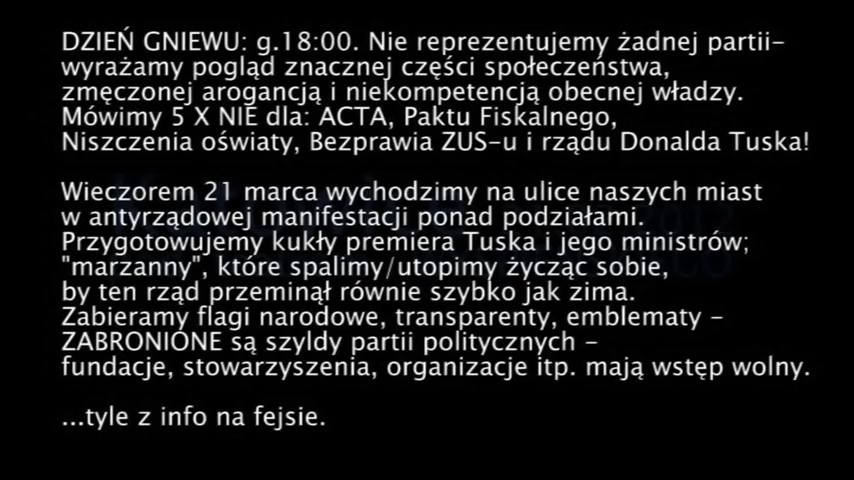 DZIEŃ GNIEWU: g.18:00. Nie reprezentujemy żadnej partii-
wyrażamy pogląd znacznej części społeczeństwa,
zmęczonej arogancją i niekompetencją obecnej władzy.
Mówimy 5 X NIE dla: ACTA, Paktu Fiskalnego,
Niszczenia oświaty, Bezprawia ZUS-u i rządu Donalda Tuska!
Wieczorem 21 marca wychodzimy na ulice naszych miast
w antyrządowej manifestacji ponad podziałami.
Przygotowujemy kukły premiera Tuska i jego ministrów;
"marzanny", które spalimy/utopimy życząc sobie,
by ten rząd przeminął równie szybko jak zima.
Zabieramy flagi narodowe, transparenty, emblematy -
ZABRONIONE są szyldy partii politycznych -
fundacje, stowarzyszenia, organizacje itp. mają wstęp wolny.
...tyle z info na fejsie.